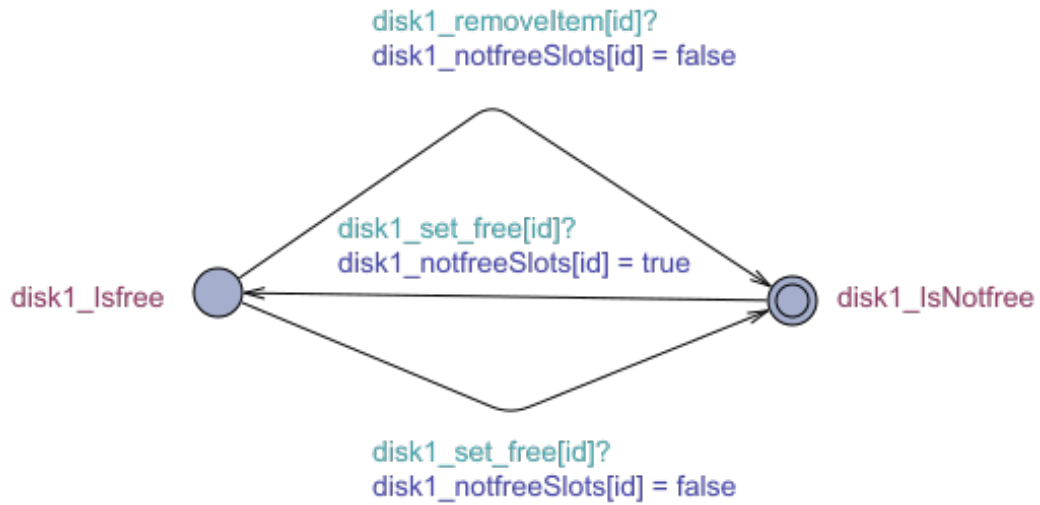 disk1_removeItem[id]?
disk1_notfreeSlots[id] = false
disk1_set_free[id]?
disk1_notfreeSlots[id] = true
disk1_Isfree
disk1_IsNotfree
disk1_set_free[id]?
disk1_notfreeSlots[id] = false